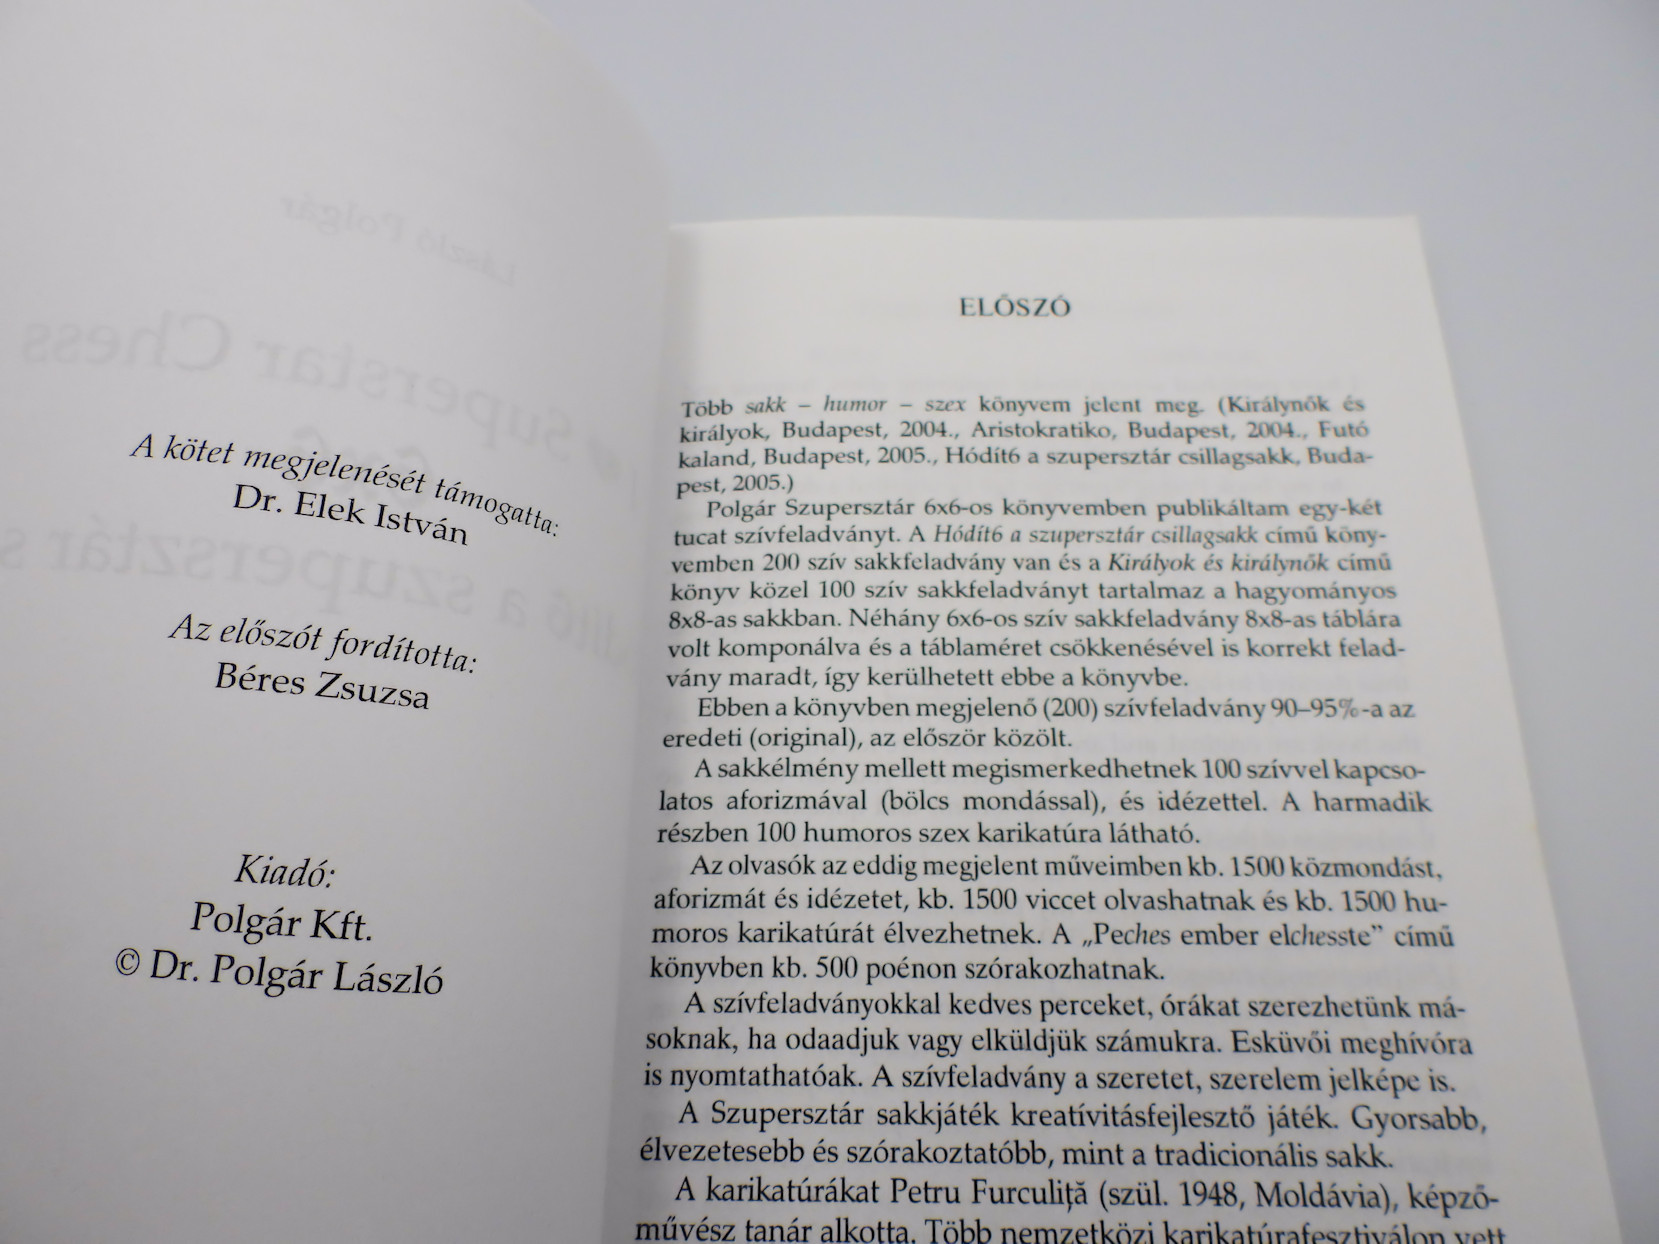 A kötet megjelenését támogatta:
Dr. Elek István
Az előszót fordította:
Béres Zsuzsa
Kiadó:
Polgár Kft.
© Dr. Polgár László
ELŐSZÓ
Több sakk – humor – szex könyvem jelent meg. (Királynők és
királyok, Budapest, 2004., Aristokratiko, Budapest, 2004., Futó
kaland, Budapest, 2005., Hódít6 a szupersztár csillagsakk, Buda-
pest, 2005.)
Polgár Szupersztár 6x6-os könyvemben publikáltam egy-két
tucat szívfeladványt. A Hódít6 a szupersztár csillagsakk című köny-
vemben 200 szív sakkfeladvány van és a Királyok és királynők című
könyv közel 100 szív sakkfeladványt tartalmaz a hagyományos
8x8-as sakkban. Néhány 6x6-os szív sakkfeladvány 8x8-as táblára
volt komponálva és a táblaméret csökkenésével is korrekt felad-
vány maradt, így kerülhetett ebbe a könyvbe.
Ebben a könyvben megjelenő (200) szívfeladvány 90–95%-a az
eredeti (original), az először közölt.
A sakkélmény mellett megismerkedhetnek 100 szívvel kapcso-
latos aforizmával (bölcs mondással), és idézettel. A harmadik
részben 100 humoros szex karikatúra látható.
Az olvasók az eddig megjelent műveimben kb. 1500 közmondást,
aforizmát és idézetet, kb. 1500 viccet olvashatnak és kb. 1500 hu-
moros karikatúrát élvezhetnek. A „Peches ember elchesste" című
könyvben kb. 500 poénon szórakozhatnak.
A szívfeladványokkal kedves perceket, órákat szerezhetünk má-
soknak, ha odaadjuk vagy elküldjük számukra. Esküvői meghívóra
is nyomtathatóak. A szívfeladvány a szeretet, szerelem jelképe is.
A Szupersztár sakkjáték kreatívitásfejlesztő játék. Gyorsabb,
élvezetesebb és szórakoztatóbb, mint a tradicionális sakk.
A karikatúrákat Petru Furculiță (szül. 1948, Moldávia), képző-
művész tanár alkotta. Több nemzetközi karikatúrafesztiválon vett